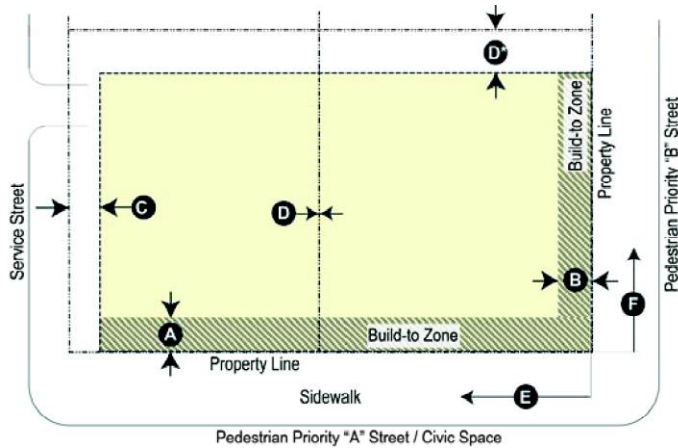 D*
Build-to Zone
Property Line
Pedestrian Priority "B" Street
Service Street
C
D
B
F
A
Build-to Zone
Property Line
Sidewalk
E
Pedestrian Priority "A" Street / Civic Space